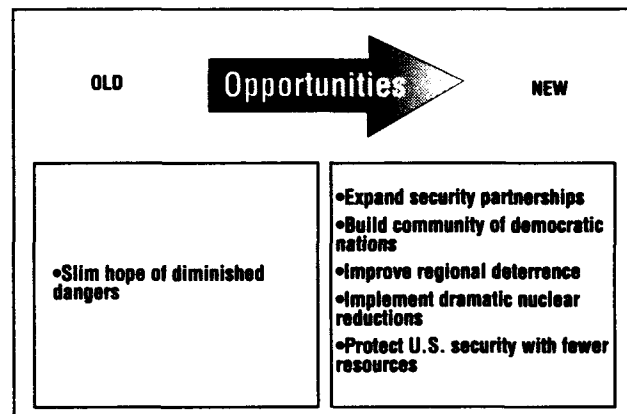 OLD
Opportunities
NEW
•Slim hope of diminished
dangers
•Expand security partnerships
•Build community of democratic
nations
•Improve regional deterrence
•Implement dramatic nuclear
reductions
•Protect U.S. security with fewer
resources